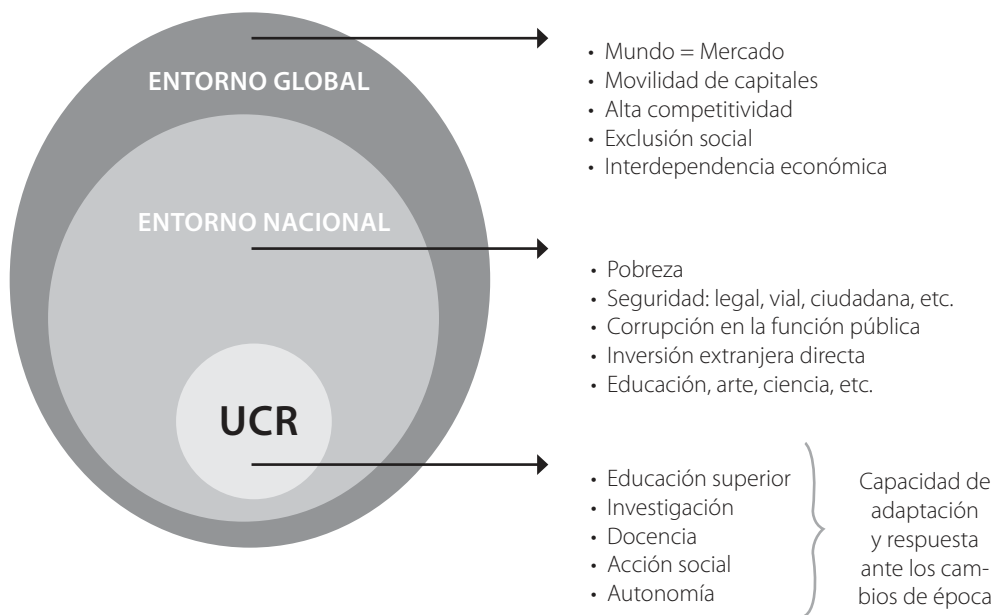 ENTORNO GLOBAL
• Mundo = Mercado
• Movilidad de capitales
• Alta competitividad
• Exclusión social
• Interdependencia económica
ENTORNO NACIONAL
• Pobreza
• Seguridad: legal, vial, ciudadana, etc.
• Corrupción en la función pública
• Inversión extranjera directa
• Educación, arte, ciencia, etc.
UCR
• Educación superior
• Investigación
• Docencia
• Acción social
• Autonomía
Capacidad de
adaptación
y respuesta
ante los cam-
bios de época